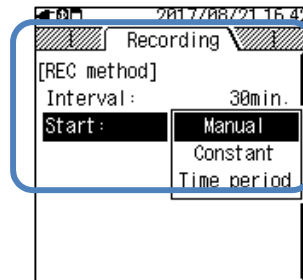 2017/08/21 16:4
Recording
[REC method]
Interval: 30min.
Start: Manual
Constant
Time period